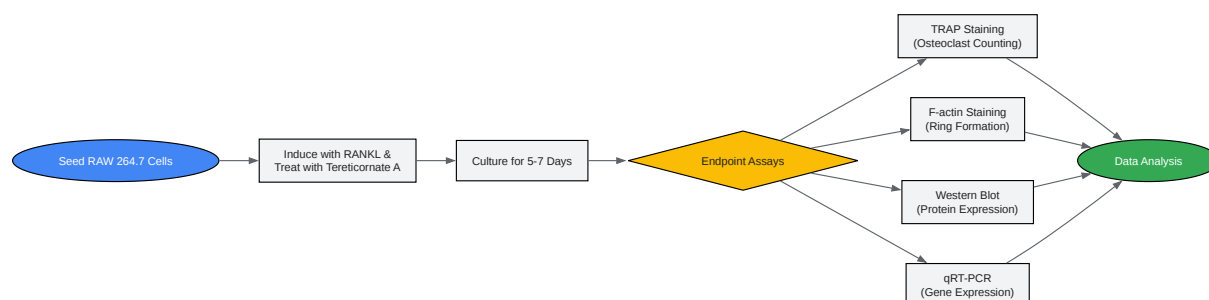 Seed RAW 264.7 Cells
Induce with RANKL &
Treat with Tereticornate A
Culture for 5-7 Days
Endpoint Assays
TRAP Staining
(Osteoclast Counting)
F-actin Staining
(Ring Formation)
Western Blot
(Protein Expression)
qRT-PCR
(Gene Expression)
Data Analysis